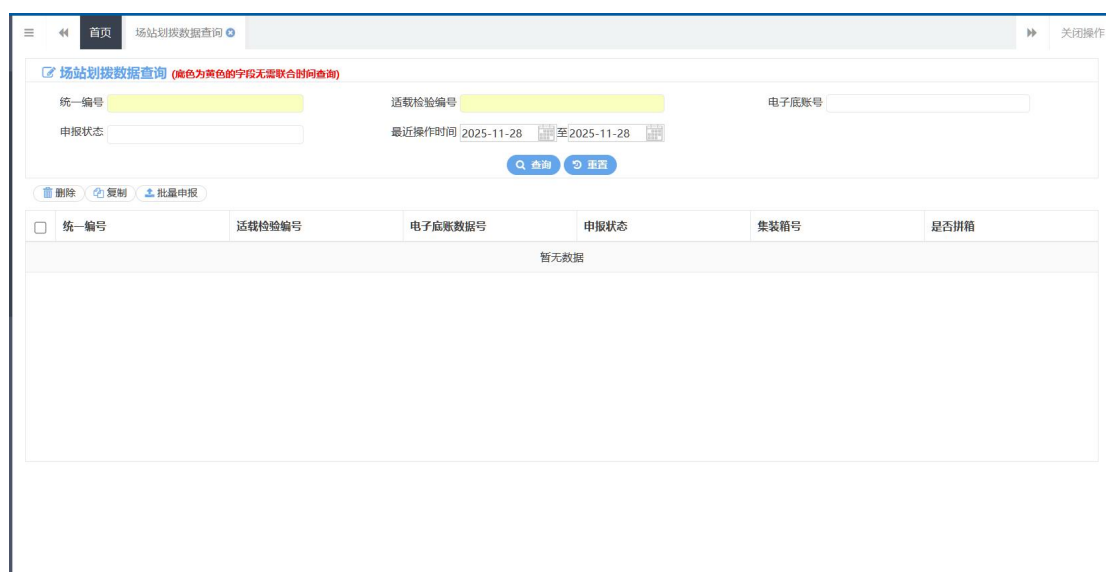 首页 场站划拨数据查询 关闭操作
场站划拨数据查询 (底色为黄色的字段无需联合时间查询)
统一编号 适载检验编号 电子底账号
申报状态 最近操作时间 2025-11-28 至 2025-11-28
查询 重置
删除 复制 批量申报
统一编号 适载检验编号 电子底账数据号 申报状态 集装箱号 是否拼箱
暂无数据